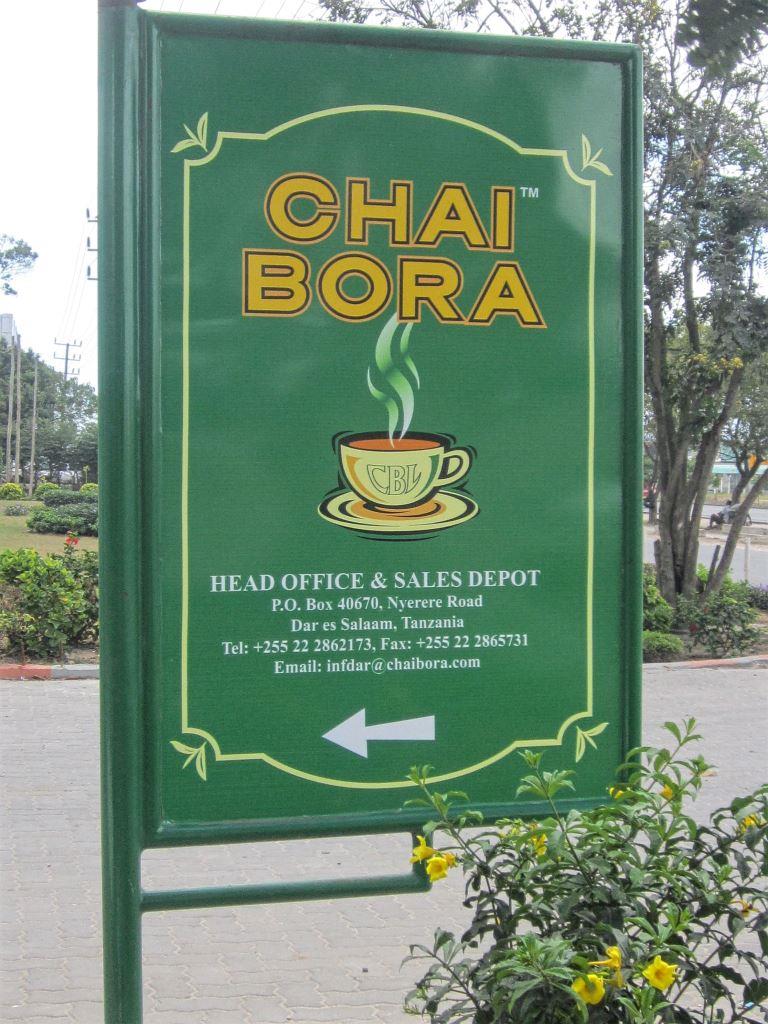 CHAI™
BORA
CBL
HEAD OFFICE & SALES DEPOT
P.O. Box 40670, Nyerere Road
Dar es Salaam, Tanzania
Tel: +255 22 2862173, Fax: +255 22 2865731
Email: infdar@chaibora.com